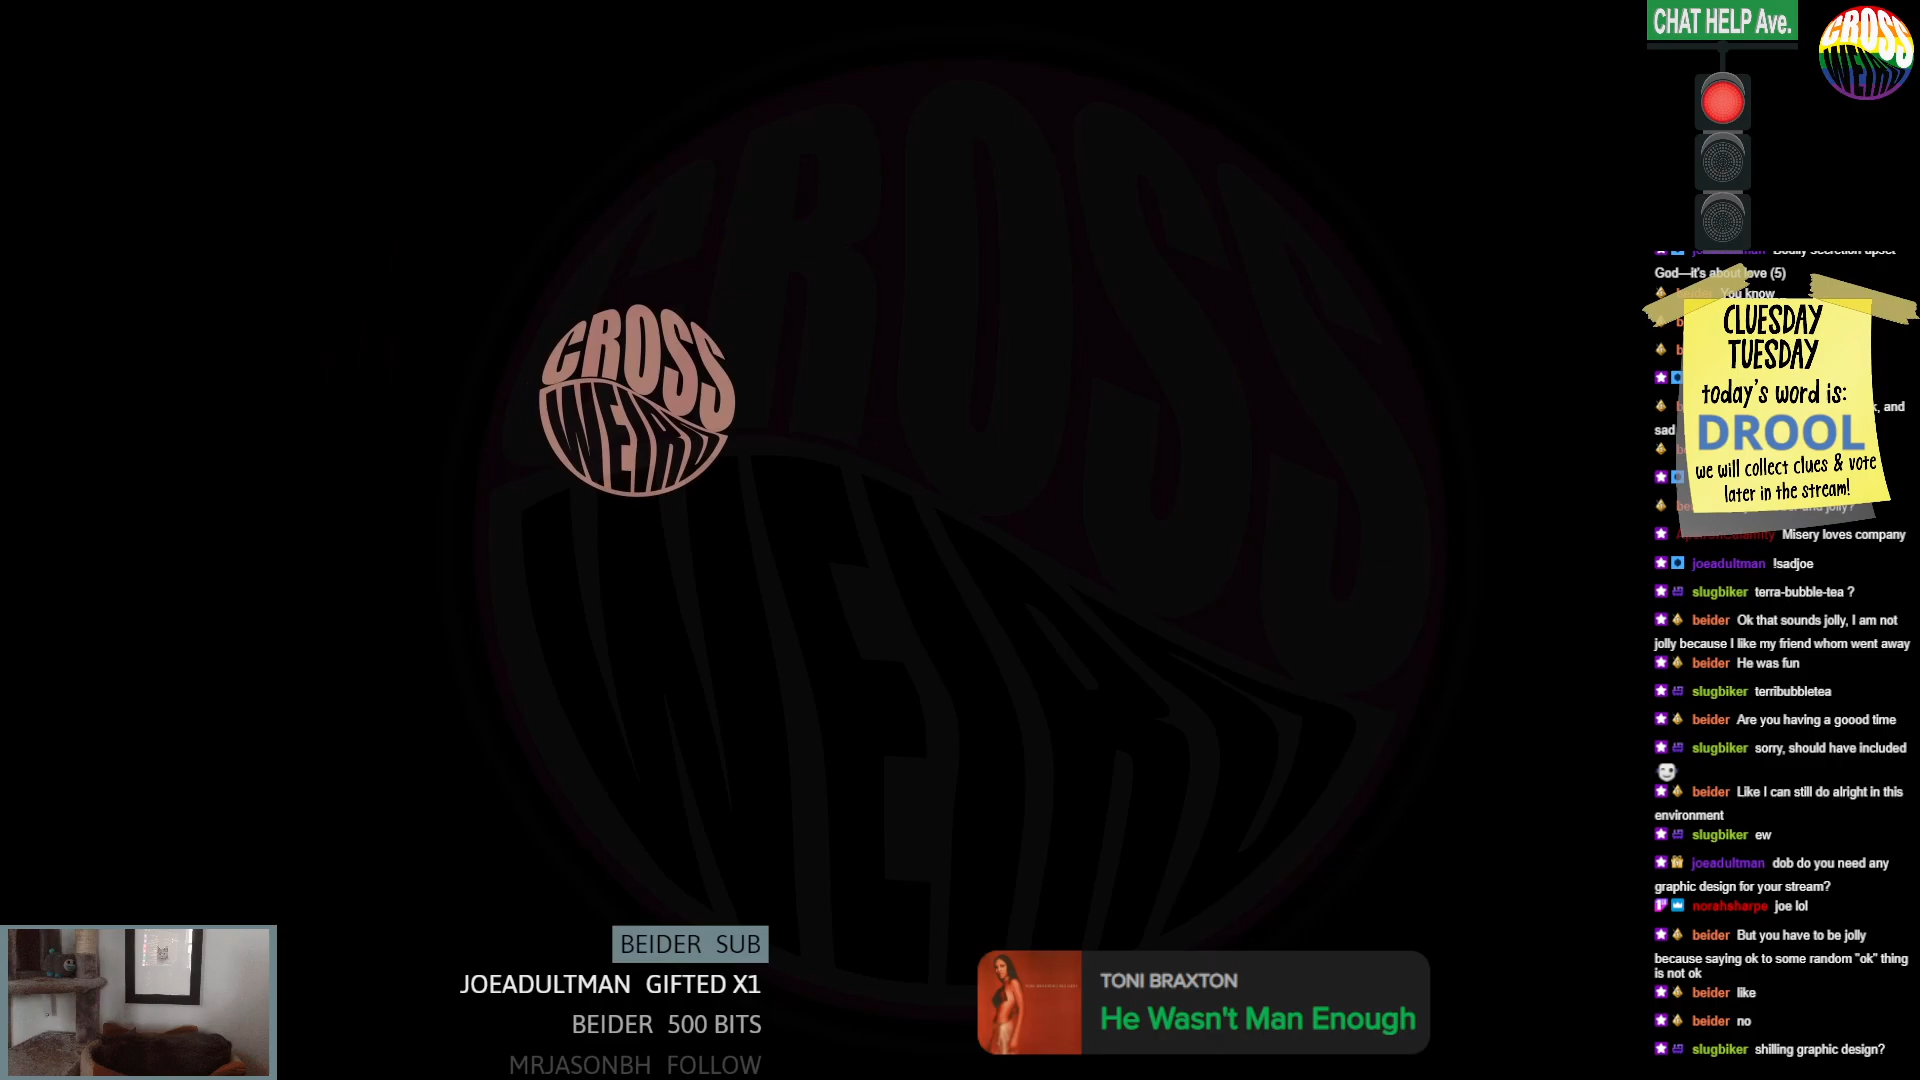 CHAT HELP Ave.
CROSS
WEIRD
CROSS
WEIRD
CROSS
WEIRD
God—it's about love (5)
You know
CLUESDAY
TUESDAY
today's word is:
DROOL
we will collect clues & vote
later in the stream!
and
sad
and jolly?
Misery loves company
joeadultman !sadjoe
slugbiker terra-bubble-tea ?
beider Ok that sounds jolly, I am not
jolly because I like my friend whom went away
beider He was fun
slugbiker terribubbletea
beider Are you having a goood time
slugbiker sorry, should have included
beider Like I can still do alright in this
environment
slugbiker ew
joeadultman dob do you need any
graphic design for your stream?
norahsharpe joe lol
beider But you have to be jolly
because saying ok to some random "ok" thing
is not ok
beider like
beider no
slugbiker shilling graphic design?
BEIDER SUB
JOEADULTMAN GIFTED X1
BEIDER 500 BITS
MRJASONBH FOLLOW
TONI BRAXTON
He Wasn't Man Enough